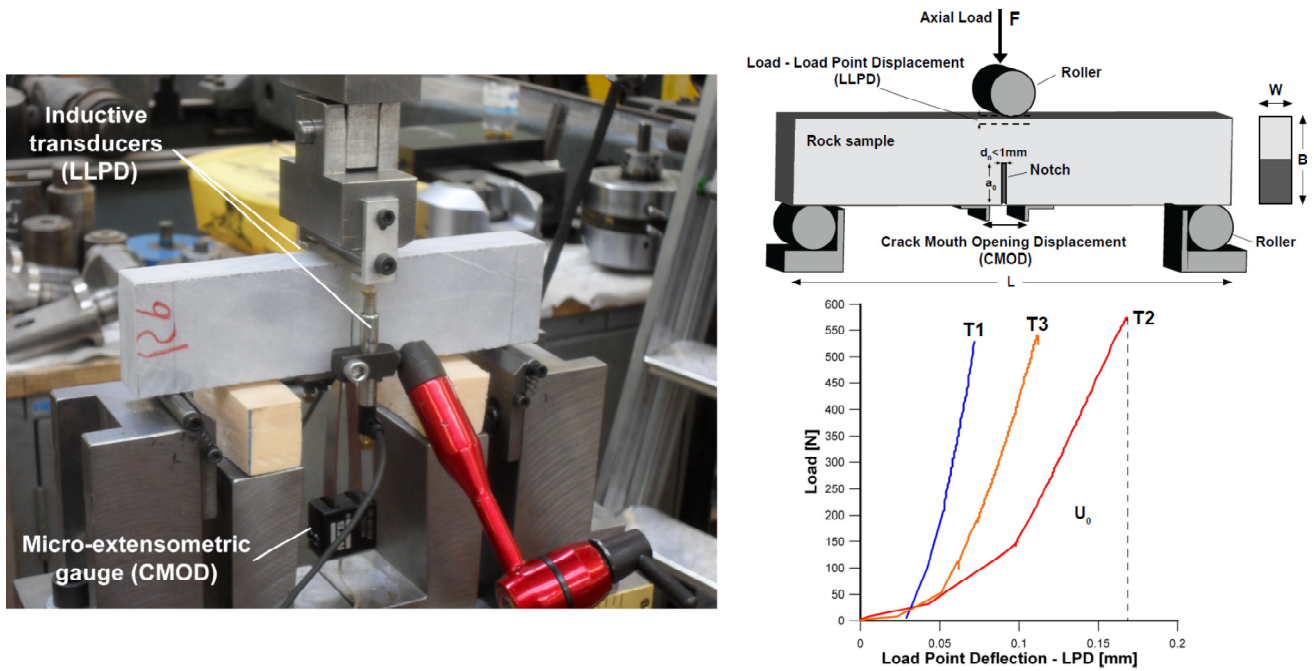 Inductive
transducers
(LLPD)
926
Micro-extensometric
gauge (CMOD)
Axial Load F
Load - Load Point Displacement
(LLPD)
Roller
W
Rock sample
d₀<1mm
B
a₀
Notch
Crack Mouth Opening Displacement
(CMOD)
Roller
L
600
550
500
450
400
350
300
250
200
150
100
50
0
Load [N]
T1
T3
T2
U₀
0
0.05
0.1
0.15
0.2
Load Point Deflection - LPD [mm]